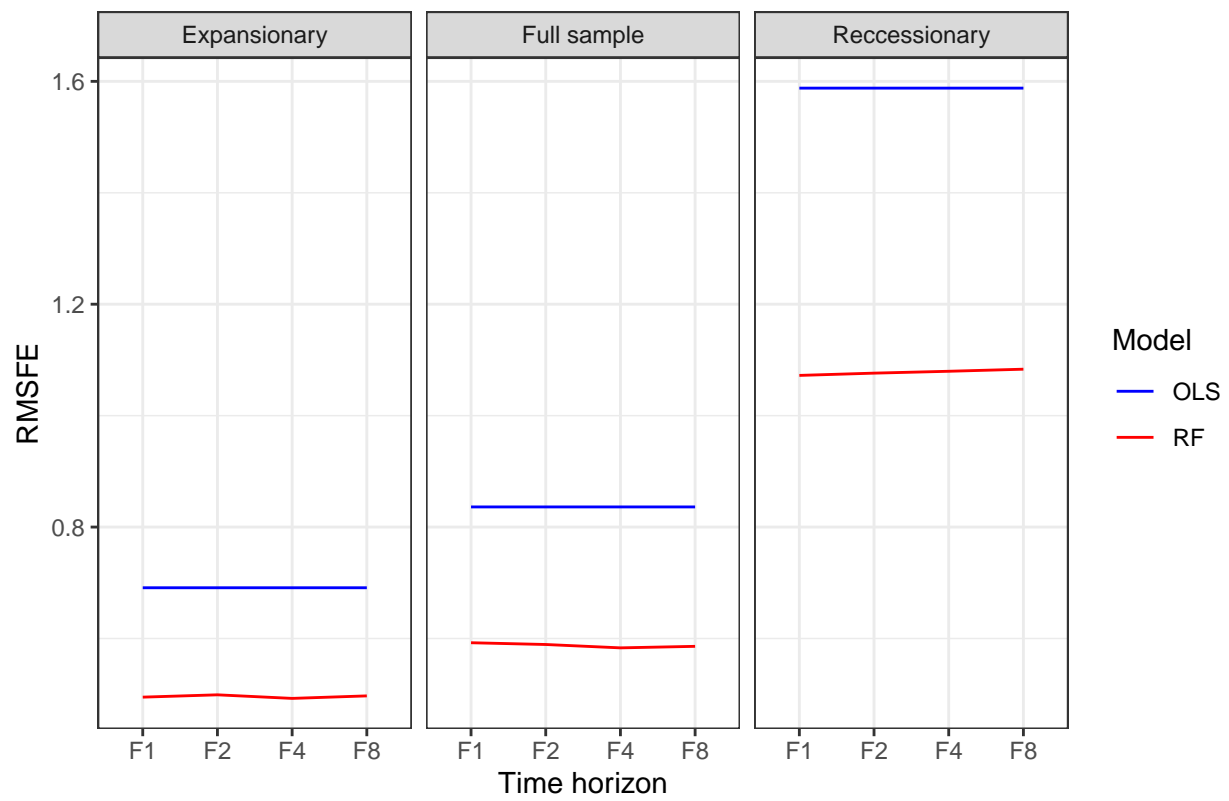 Expansionary
Full sample
Reccessionary
1.6
1.2
0.8
RMSFE
F1 F2 F4 F8
F1 F2 F4 F8
F1 F2 F4 F8
Time horizon
Model
OLS
RF